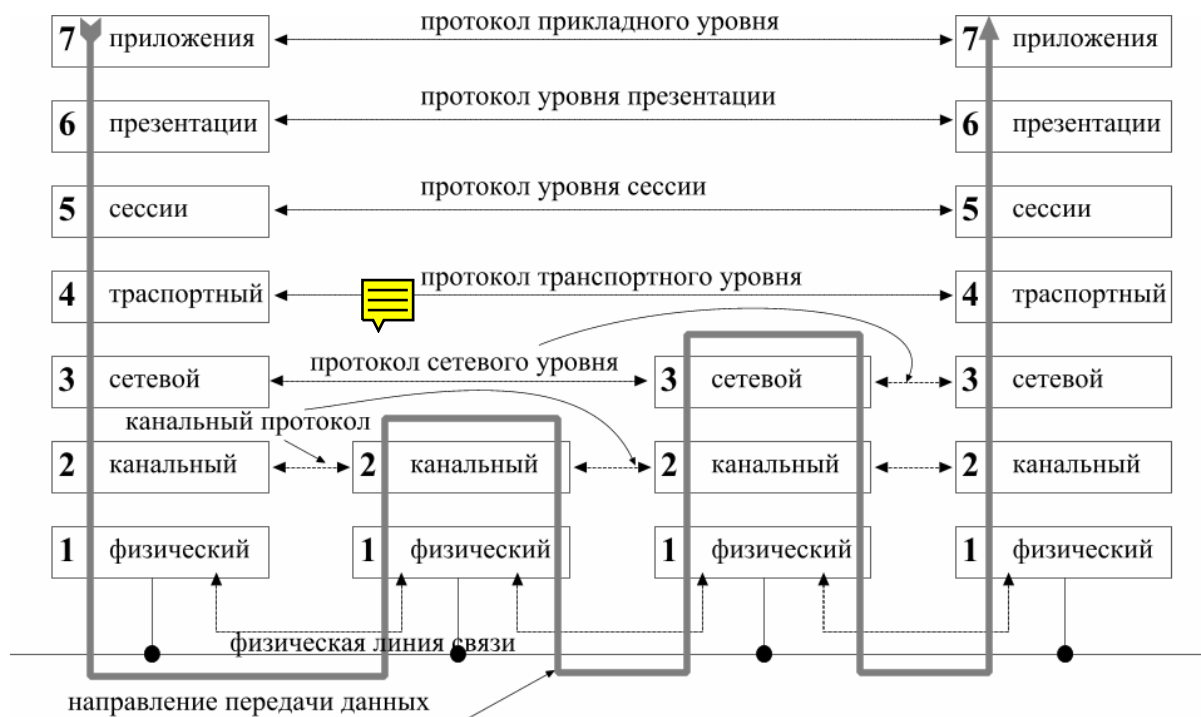 7 приложения
протокол прикладного уровня
7 приложения
6 презентации
протокол уровня презентации
6 презентации
5 сессии
протокол уровня сессии
5 сессии
4 траспортный
протокол транспортного уровня
4 траспортный
3 сетевой
протокол сетевого уровня
3 сетевой
3 сетевой
канальный протокол
2 канальный
2 канальный
2 канальный
2 канальный
1 физический
1 физический
1 физический
1 физический
физическая линия связи
направление передачи данных